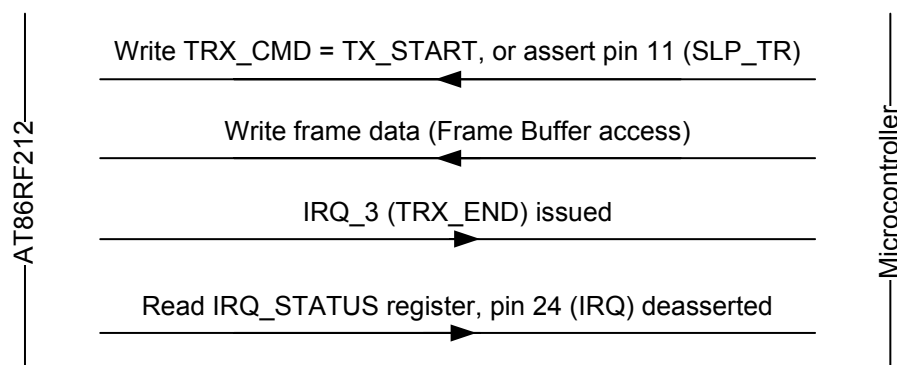 Write TRX_CMD = TX_START, or assert pin 11 (SLP_TR)
Write frame data (Frame Buffer access)
IRQ_3 (TRX_END) issued
Read IRQ_STATUS register, pin 24 (IRQ) deasserted
AT86RF212
Microcontroller